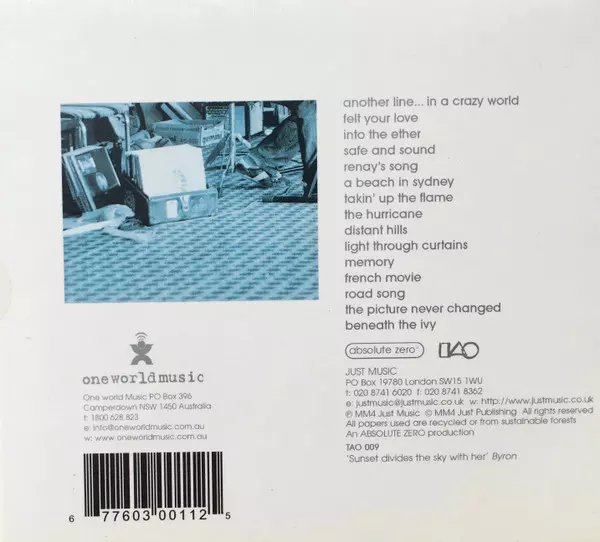 another line... in a crazy world
felt your love
into the ether
safe and sound
renay's song
a beach in sydney
takin' up the flame
the hurricane
distant hills
light through curtains
memory
french movie
road song
the picture never changed
beneath the ivy
absolute zero
JUST MUSIC
PO Box 19780 London SW15 1WU
t: 020 8741 6020 f: 020 8741 8362
e: justmusic@justmusic.co.uk w: http://www.justmusic.co.uk
℗ MM4 Just Music © MM4 Just Publishing All rights reserved
All papers used are recycled or from sustainable forests
An ABSOLUTE ZERO production
TAO 009
'Sunset divides the sky with her' Byron
oneworldmusic
One world Music PO Box 396
Camperdown NSW 1450 Australia
t: 1800 628 823
e: info@oneworldmusic.com.au
w: www.oneworldmusic.com.au
6 77603 00112 5